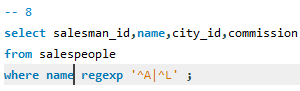 -- 8
select salesman_id,name,city_id,commission
from salespeople
where name regexp '^A|^L' ;